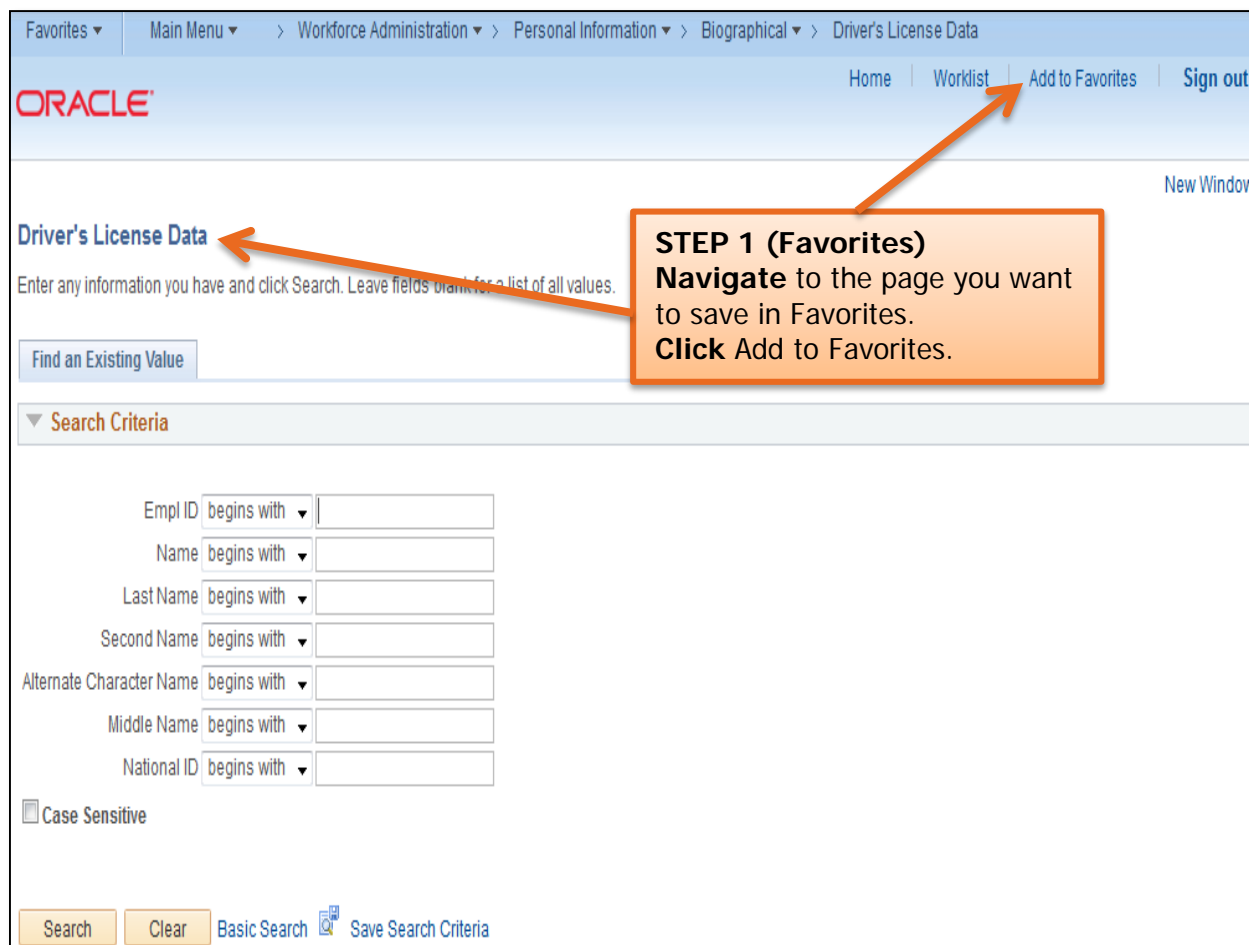 Favorites Main Menu > Workforce Administration > Personal Information > Biographical > Driver's License Data
Home Worklist Add to Favorites Sign out
ORACLE
New Window
Driver's License Data
Enter any information you have and click Search. Leave fields blank for a list of all values.
STEP 1 (Favorites)
Navigate to the page you want
to save in Favorites.
Click Add to Favorites.
Find an Existing Value
Search Criteria
Empl ID begins with
Name begins with
Last Name begins with
Second Name begins with
Alternate Character Name begins with
Middle Name begins with
National ID begins with
Case Sensitive
Search Clear Basic Search Save Search Criteria